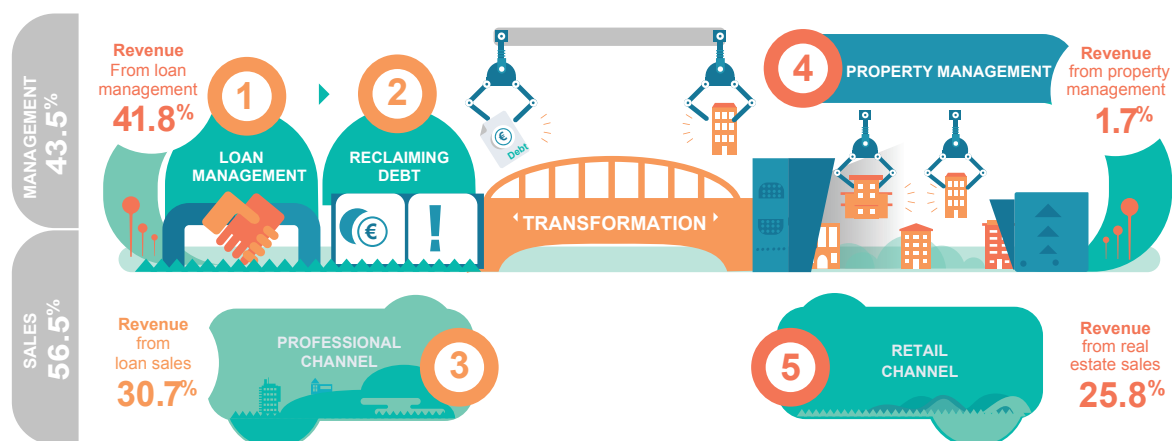 MANAGEMENT
43.5%
Revenue
From loan
management
41.8%
1
LOAN
MANAGEMENT
2
RECLAIMING
DEBT
€
€
Debt
TRANSFORMATION
4
PROPERTY MANAGEMENT
Revenue
from property
management
1.7%
SALES
56.5%
Revenue
from
loan sales
30.7%
PROFESSIONAL
CHANNEL
3
5
RETAIL
CHANNEL
Revenue
from real
estate sales
25.8%